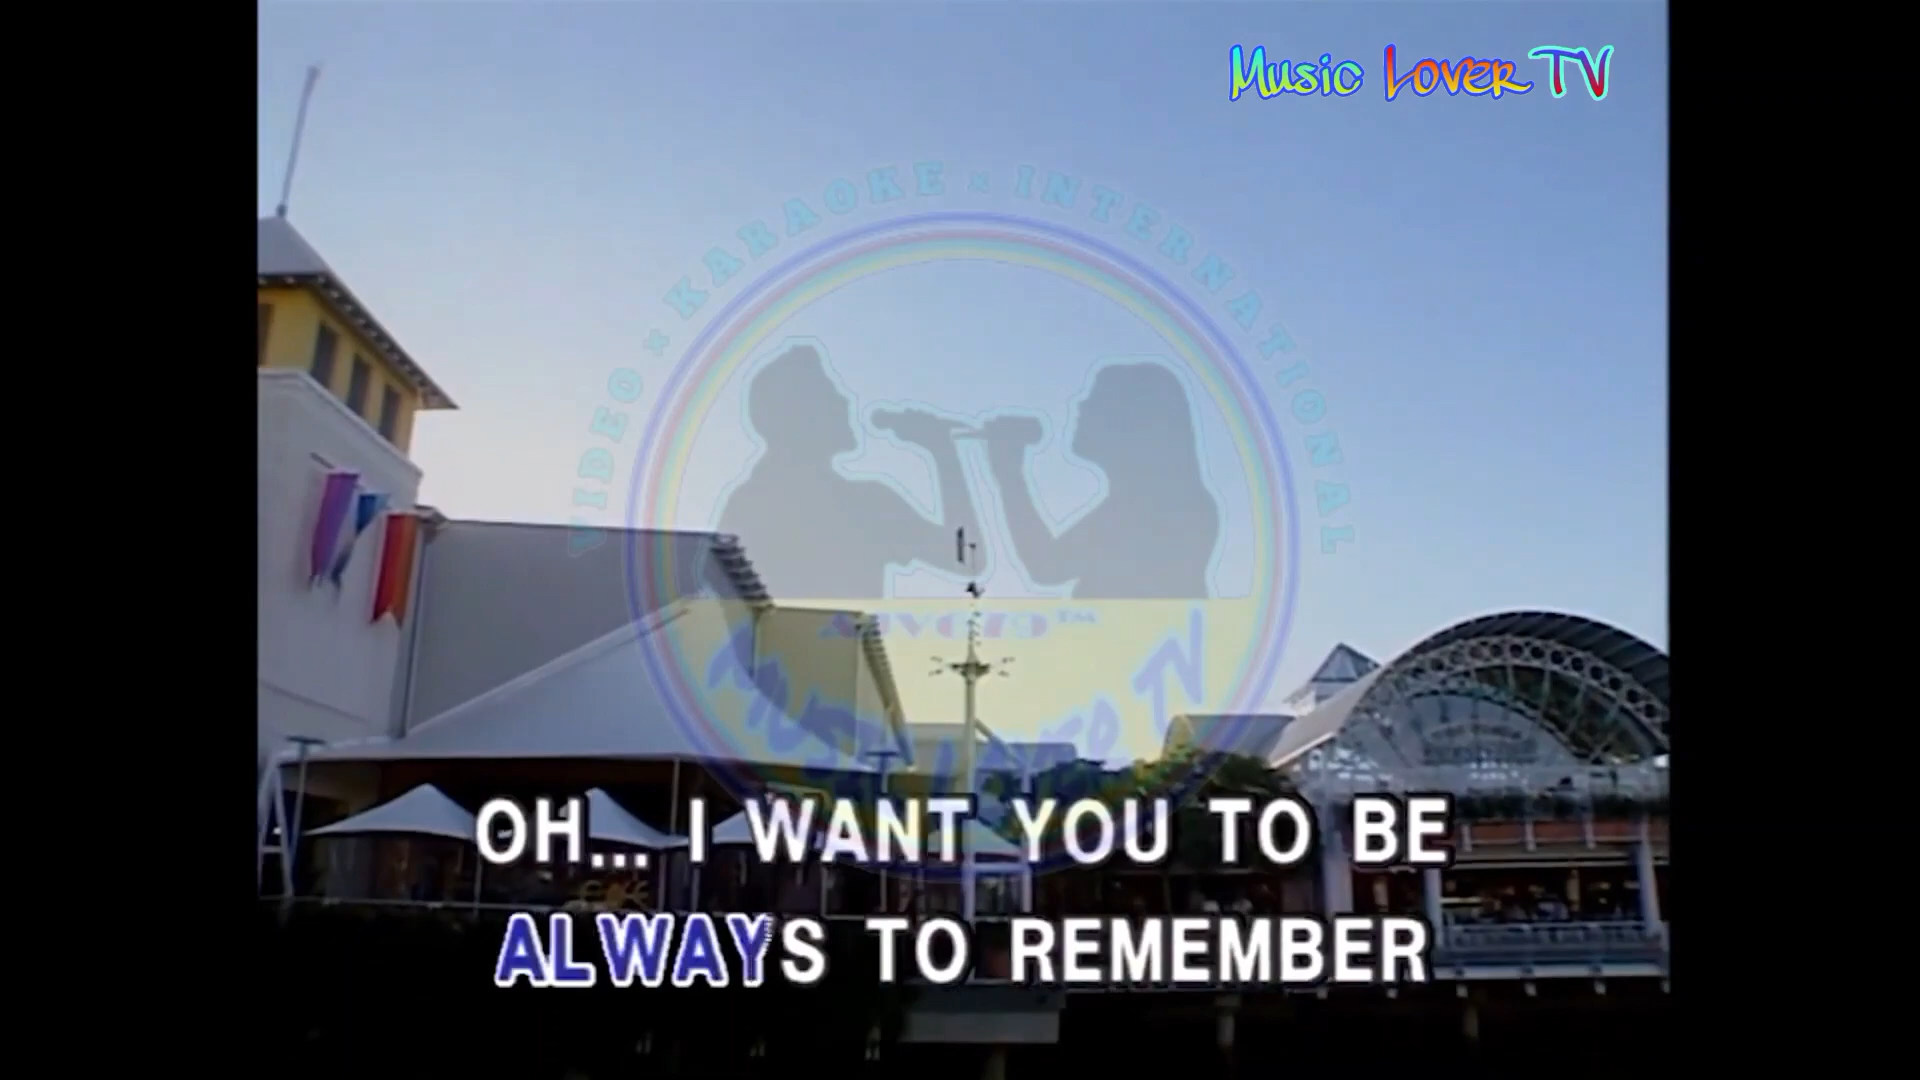 Music Lover TV
VIDEO x KARAOKE x INTERNATIONAL
OH... I WANT YOU TO BE
ALWAYS TO REMEMBER